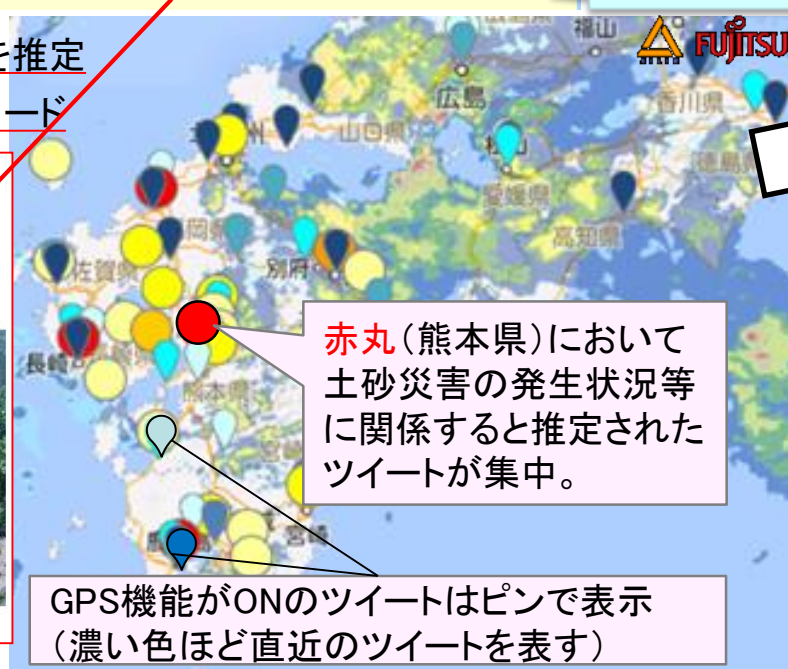 を推定
ード
FUJITSU
福山
広島
山口県
香川県
徳島県
愛媛県
高知県
別府
佐賀県
長崎
熊本県
宮崎
赤丸(熊本県)において
土砂災害の発生状況等
に関係すると推定された
ツイートが集中。
GPS機能がONのツイートはピンで表示
(濃い色ほど直近のツイートを表す)